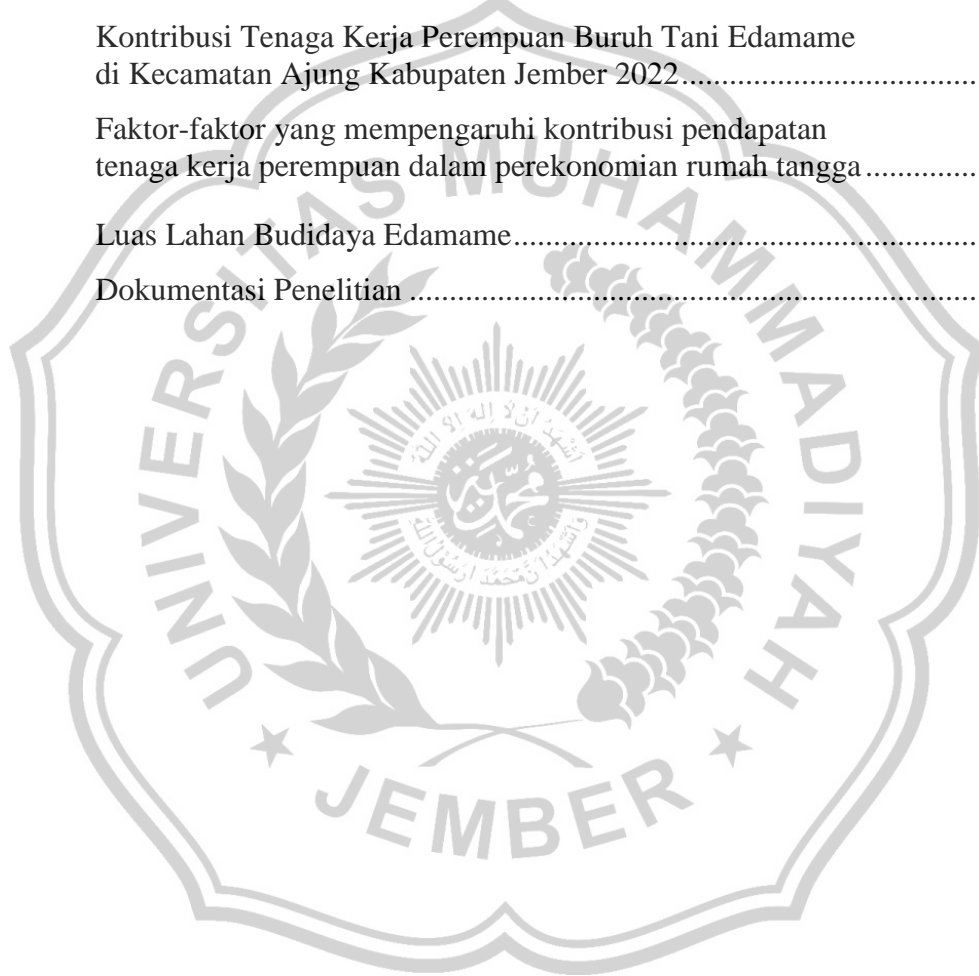 Kontribusi Tenaga Kerja Perempuan Buruh Tani Edamame
di Kecamatan Ajung Kabupaten Jember 2022.....................................
Faktor-faktor yang mempengaruhi kontribusi pendapatan
tenaga kerja perempuan dalam perekonomian rumah tangga..............
Luas Lahan Budidaya Edamame..........................................................
Dokumentasi Penelitian.......................................................................
UNIVERSITAS MUHAMMADIYAH
JEMBER